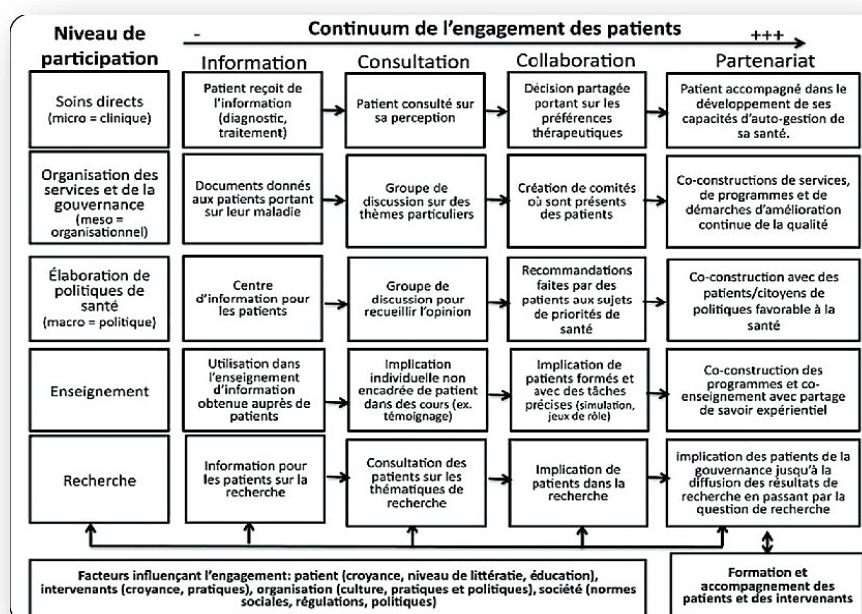 Niveau de
participation
Continuum de l'engagement des patients
-
+++
Information
Consultation
Collaboration
Partenariat
Soins directs
(micro = clinique)
Patient reçoit de
l'information
(diagnostic,
traitement)
Patient consulté sur
sa perception
Décision partagée
portant sur les
préférences
thérapeutiques
Patient accompagné dans le
développement de ses
capacités d'auto-gestion de
sa santé.
Organisation des
services et de la
gouvernance
(meso =
organisationnel)
Documents donnés
aux patients portant
sur leur maladie
Groupe de
discussion sur des
thèmes particuliers
Création de comités
où sont présents
des patients
Co-constructions de services,
de programmes et de
démarches d'amélioration
continue de la qualité
Élaboration de
politiques de
santé
(macro = politique)
Centre
d'information pour
les patients
Groupe de
discussion pour
recueillir l'opinion
Recommandations
faites par des
patients aux sujets
de priorités de
santé
Co-construction avec des
patients/citoyens de
politiques favorable à la
santé
Enseignement
Utilisation dans
l'enseignement
d'information
obtenue auprès de
patients
Implication
individuelle non
encadrée de patient
dans des cours (ex.
témoignage)
Implication de
patients formés et
avec des tâches
précises (simulation,
jeux de rôle)
Co-construction des
programmes et co-
enseignement avec partage
de savoir expérientiel
Recherche
Information pour
les patients sur la
recherche
Consultation des
patients sur les
thématiques de
recherche
Implication de
patients dans la
recherche
implication des patients de la
gouvernance jusqu'à la
diffusion des résultats de
recherche en passant par la
question de recherche
Facteurs influençant l'engagement: patient (croyance, niveau de littératie, éducation),
intervenants (croyance, pratiques), organisation (culture, pratiques et politiques), société (normes
sociales, régulations, politiques)
Formation et
accompagnement des
patients et des intervenants